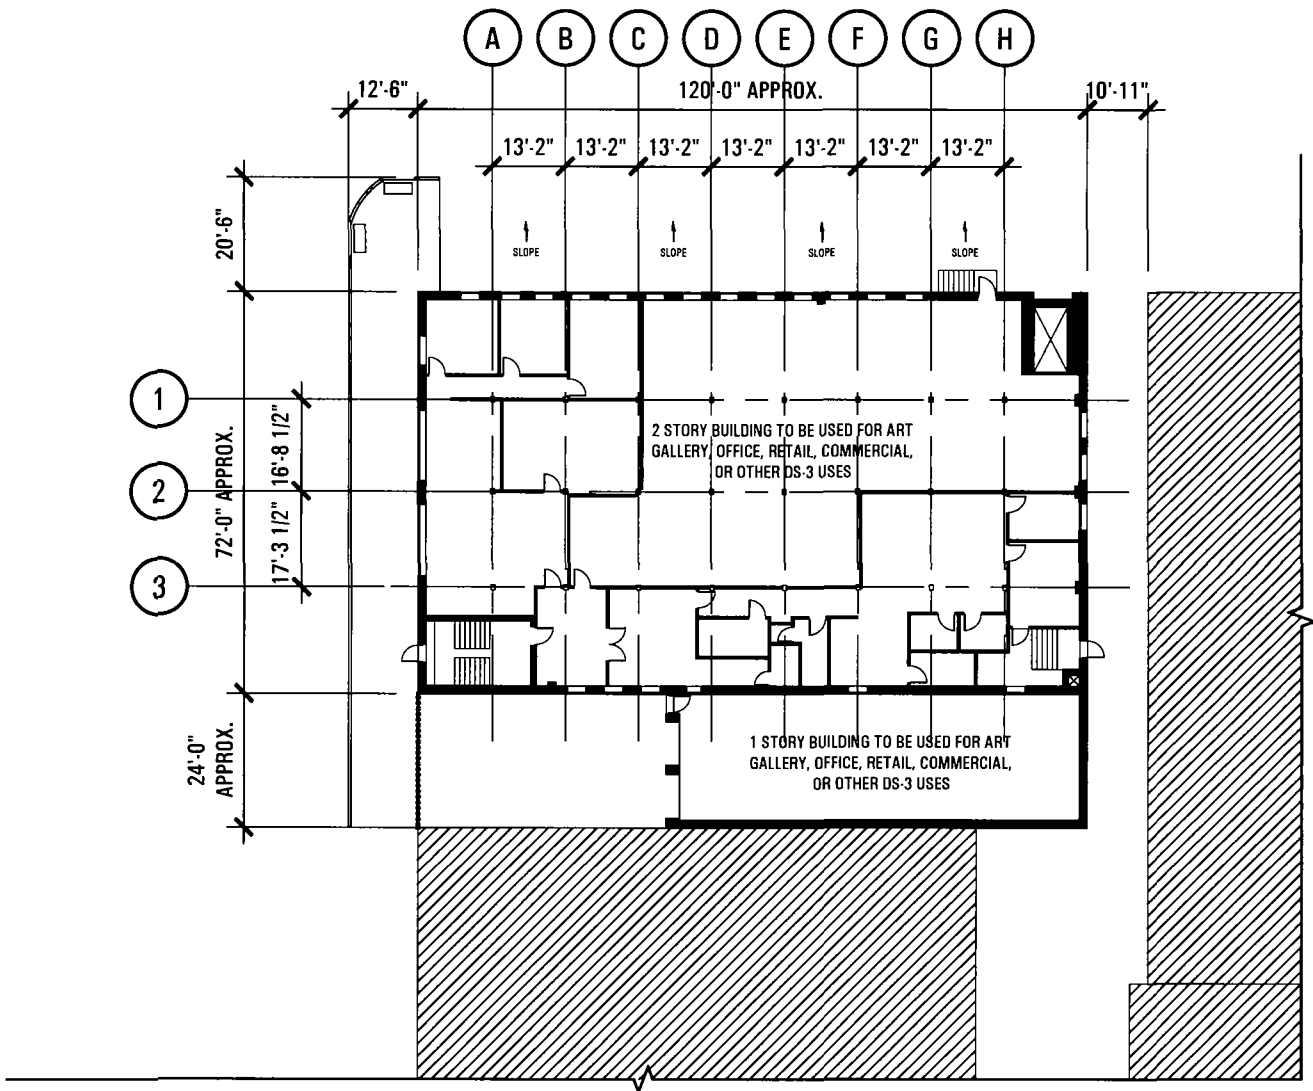 A B C D E F G H
12'-6" 120'-0" APPROX. 10'-11"
13'-2" 13'-2" 13'-2" 13'-2" 13'-2" 13'-2" 13'-2"
20'-6"
SLOPE SLOPE SLOPE SLOPE
1
2
3
72'-0" APPROX.
16'-8 1/2"
17'-3 1/2"
2 STORY BUILDING TO BE USED FOR ART
GALLERY, OFFICE, RETAIL, COMMERCIAL,
OR OTHER DS-3 USES
24'-0"
APPROX.
1 STORY BUILDING TO BE USED FOR ART
GALLERY, OFFICE, RETAIL, COMMERCIAL,
OR OTHER DS-3 USES